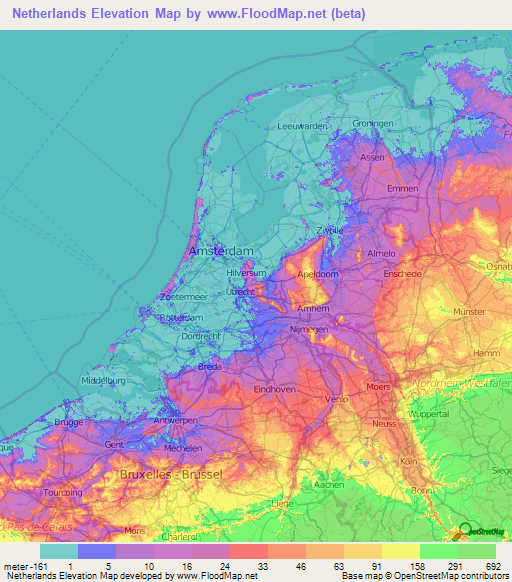 Netherlands Elevation Map by www.FloodMap.net (beta)
Leeuwarden
Groningen
Assen
Emmen
Zwolle
Amsterdam
Almelo
Hilversum
Apeldoorn
Enschede
Osnab
Zoetermeer
Utrecht
Arnhem
Münster
Rotterdam
Nijmegen
Dordrecht
Hamm
Breda
Middelburg
Eindhoven
Moers
Nordrhein-Westfalen
Venlo
Wuppertal
Brugge
Antwerpen
Neuss
Gent
Mechelen
que
Köln
Siege
Bruxelles - Brussel
Aachen
Tourcoing
Liège
Bonn
Pas-de-Calais
Mons
Charleroi
OpenStreetMap
meter -161 1 5 10 16 24 33 46 63 91 158 291 692
Netherlands Elevation Map developed by www.FloodMap.net
Base map © OpenStreetMap contributors